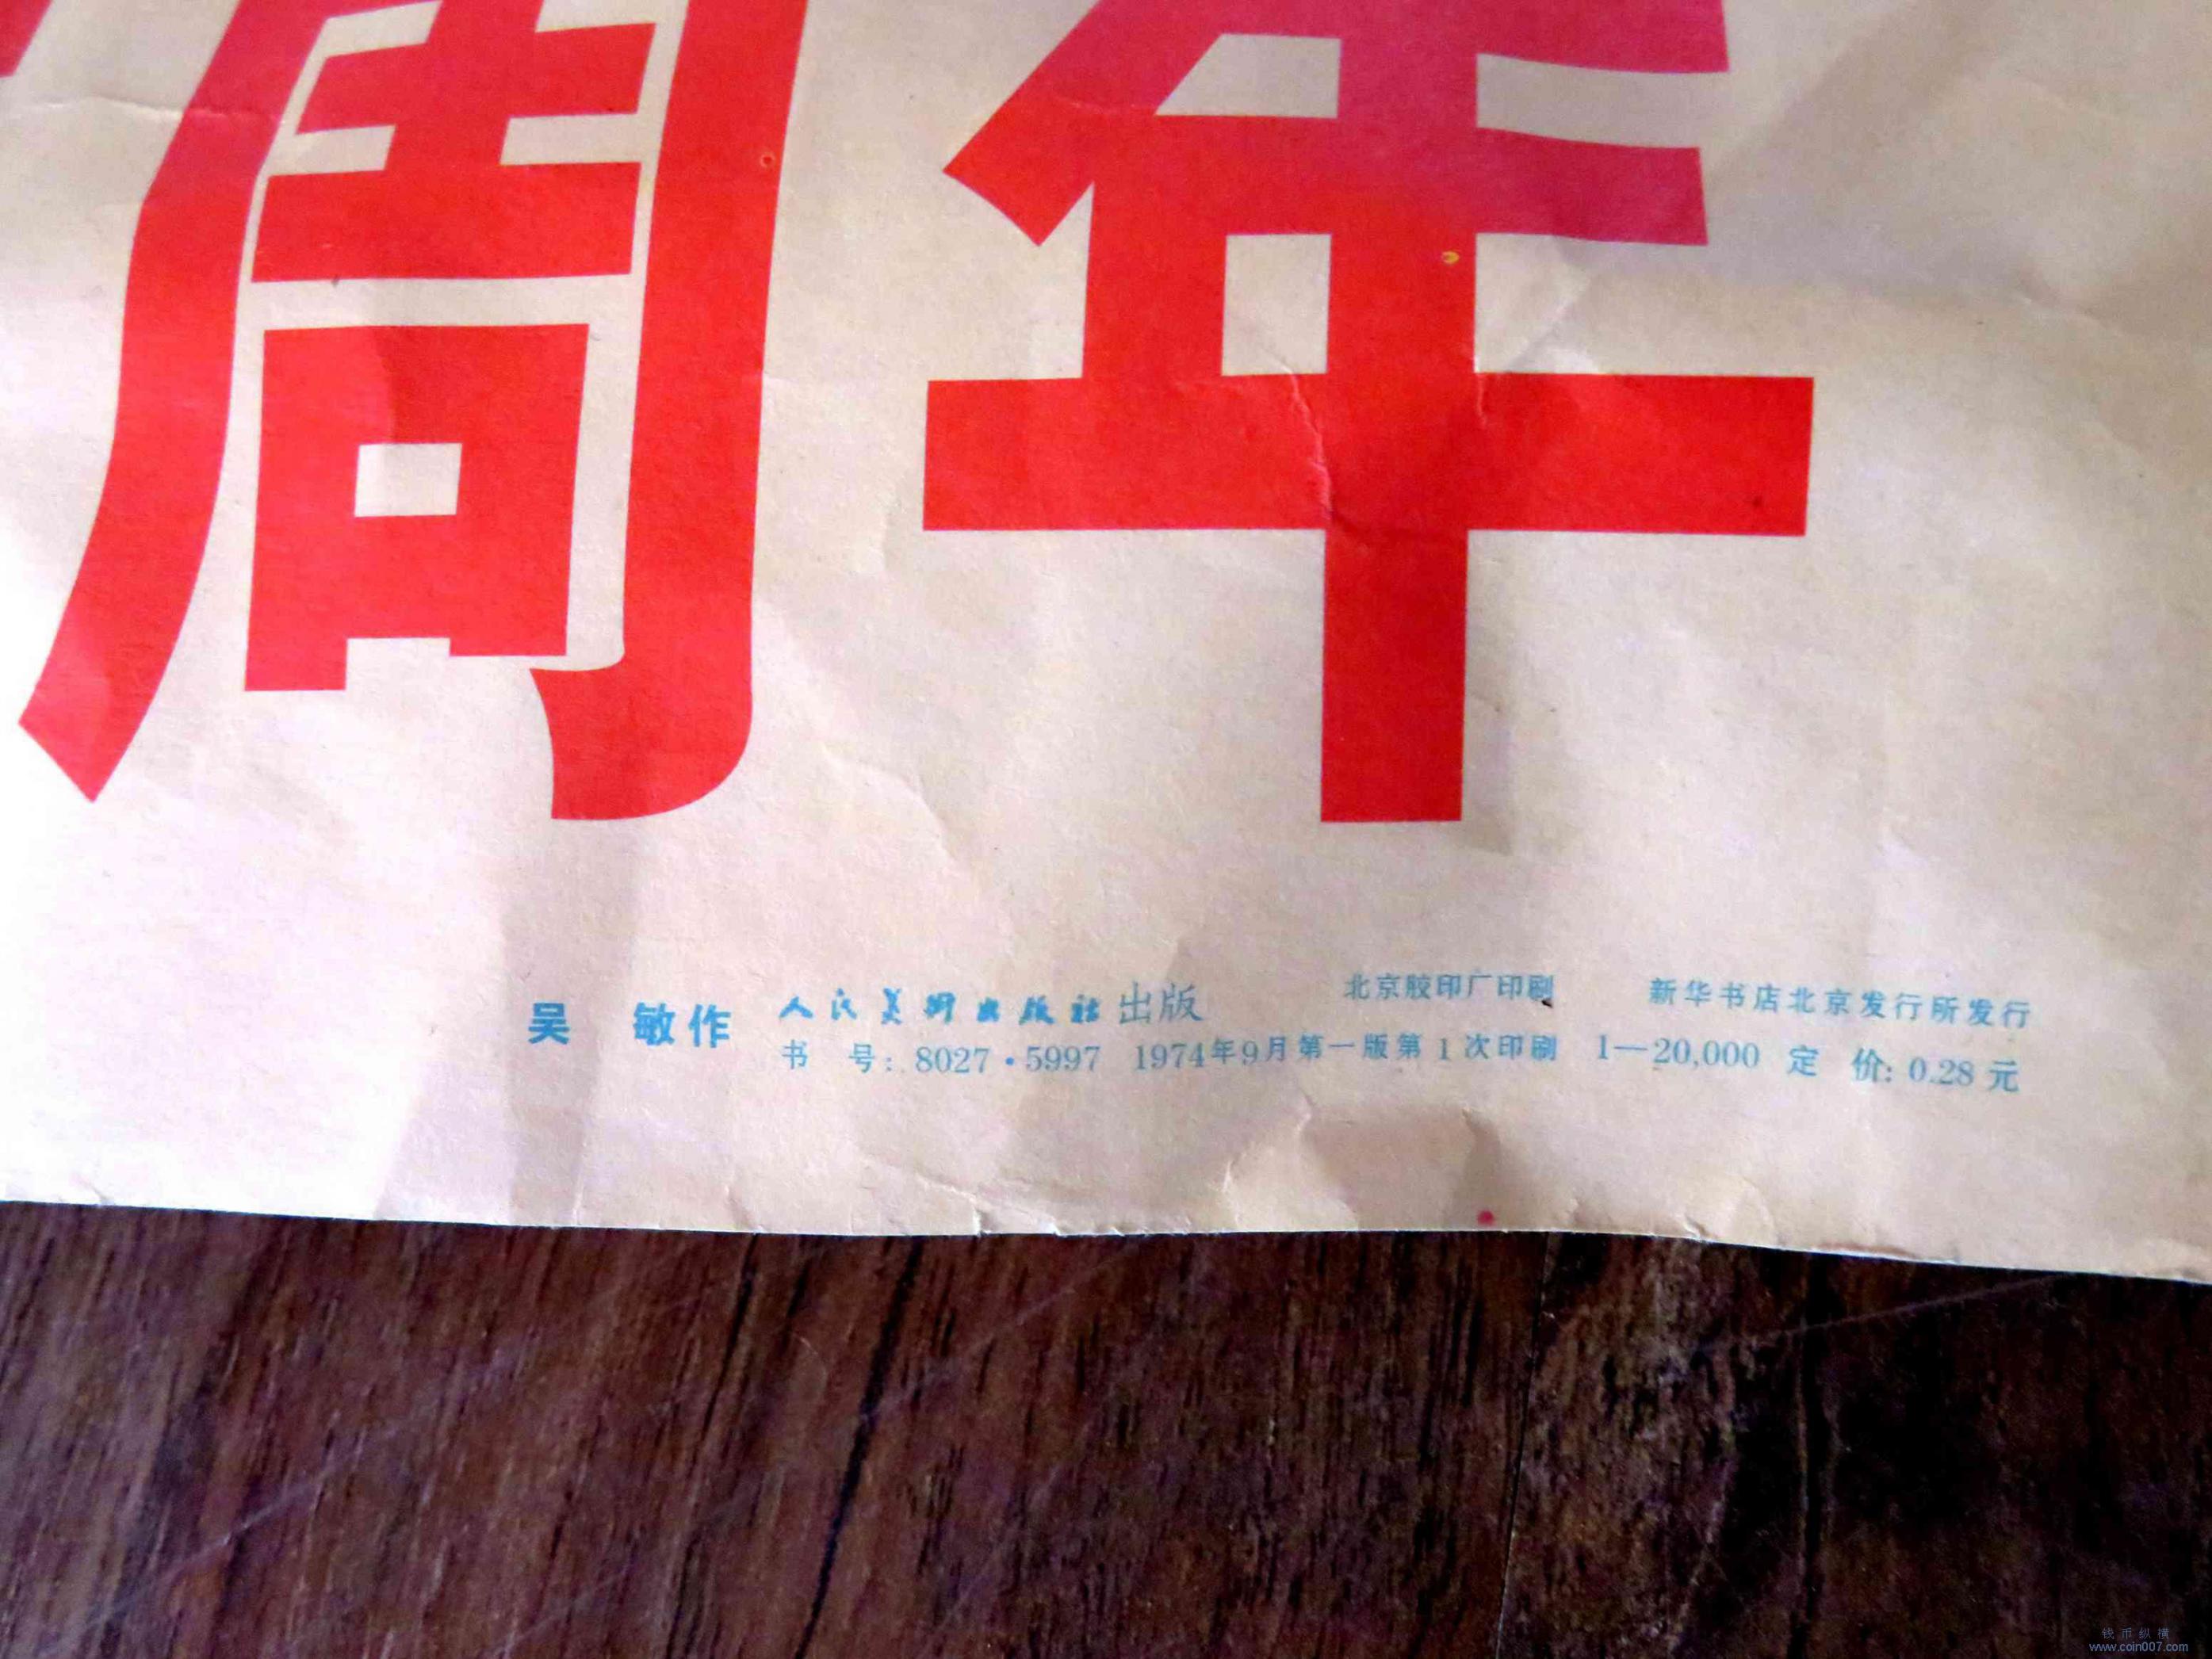 周年
吴 敏作 人民美術出版社出版 北京胶印厂印刷 新华书店北京发行所发行
书 号: 8027·5997 1974年9月第一版第1次印刷 1—20,000 定 价: 0.28元
钱币纵横
www.coin007.com